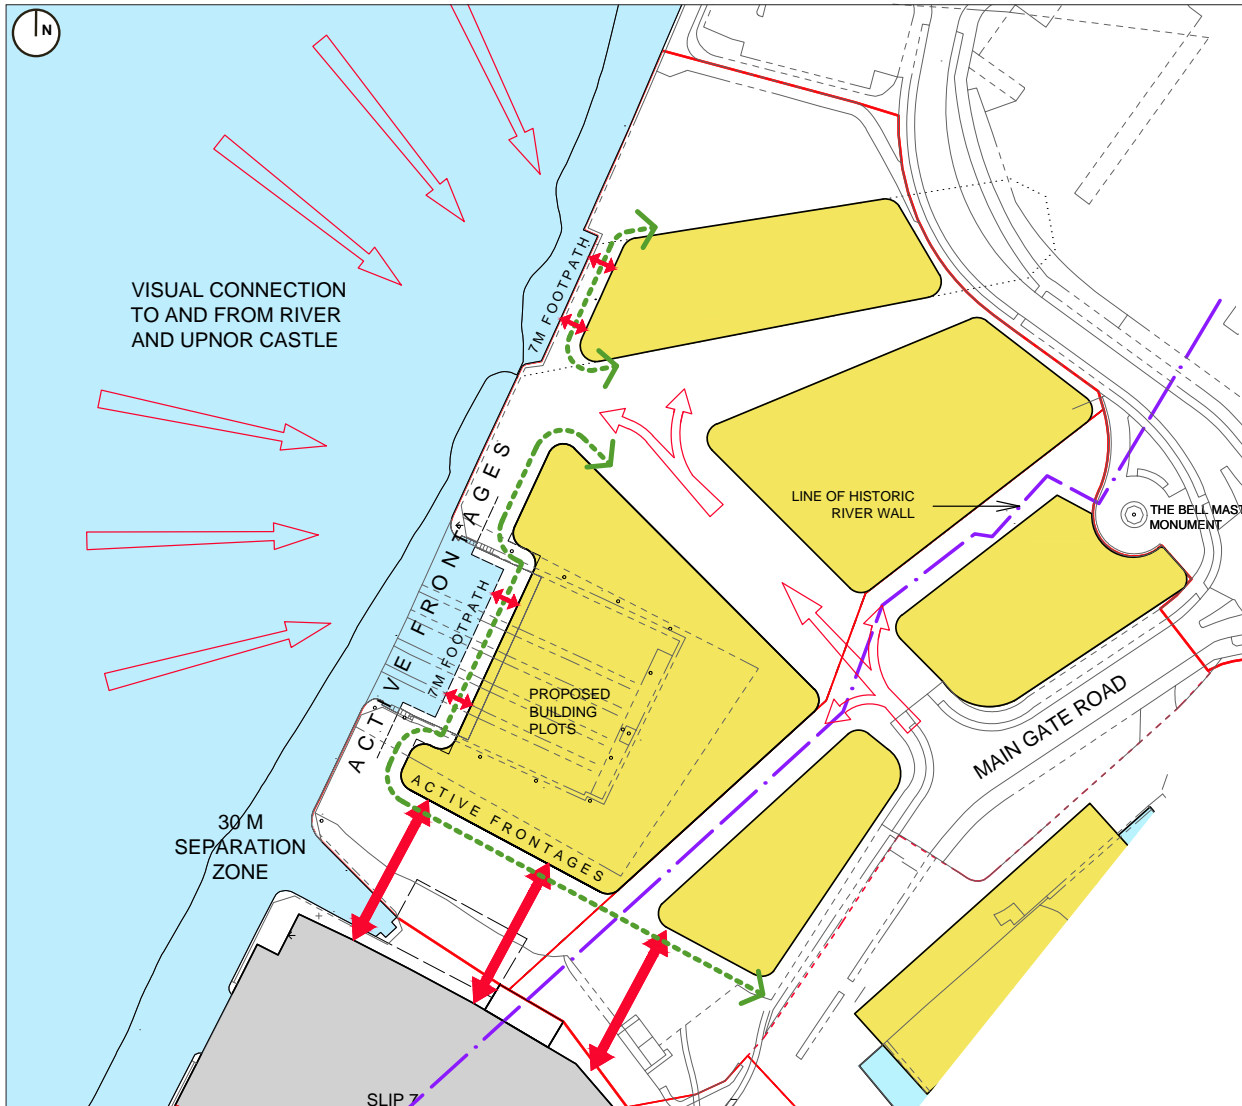 N
VISUAL CONNECTION
TO AND FROM RIVER
AND UPNOR CASTLE
7M FOOTPATH
ACTIVE FRONTAGES
7M FOOTPATH
LINE OF HISTORIC
RIVER WALL
THE BELL MAST
MONUMENT
PROPOSED
BUILDING
PLOTS
MAIN GATE ROAD
ACTIVE FRONTAGES
30 M
SEPARATION
ZONE
SLIP 7